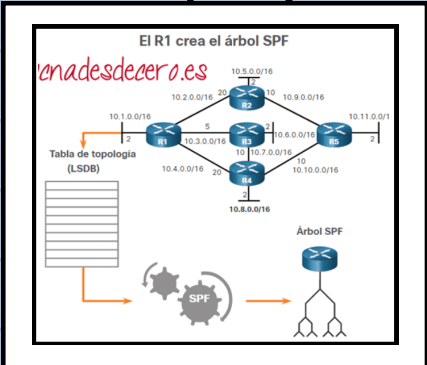 El R1 crea el árbol SPF
cnadesdecero.es
10.5.0.0/16
2
10.2.0.0/16
20
R2
10
10.9.0.0/16
10.1.0.0/16
10.11.0.0/1
2
R1
5
R3
2
10.6.0.0/16
R5
2
10.3.0.0/16
10
10.7.0.0/16
Tabla de topología
(LSDB)
10.4.0.0/16
20
R4
10
10.10.0.0/16
2
10.8.0.0/16
Árbol SPF
SPF